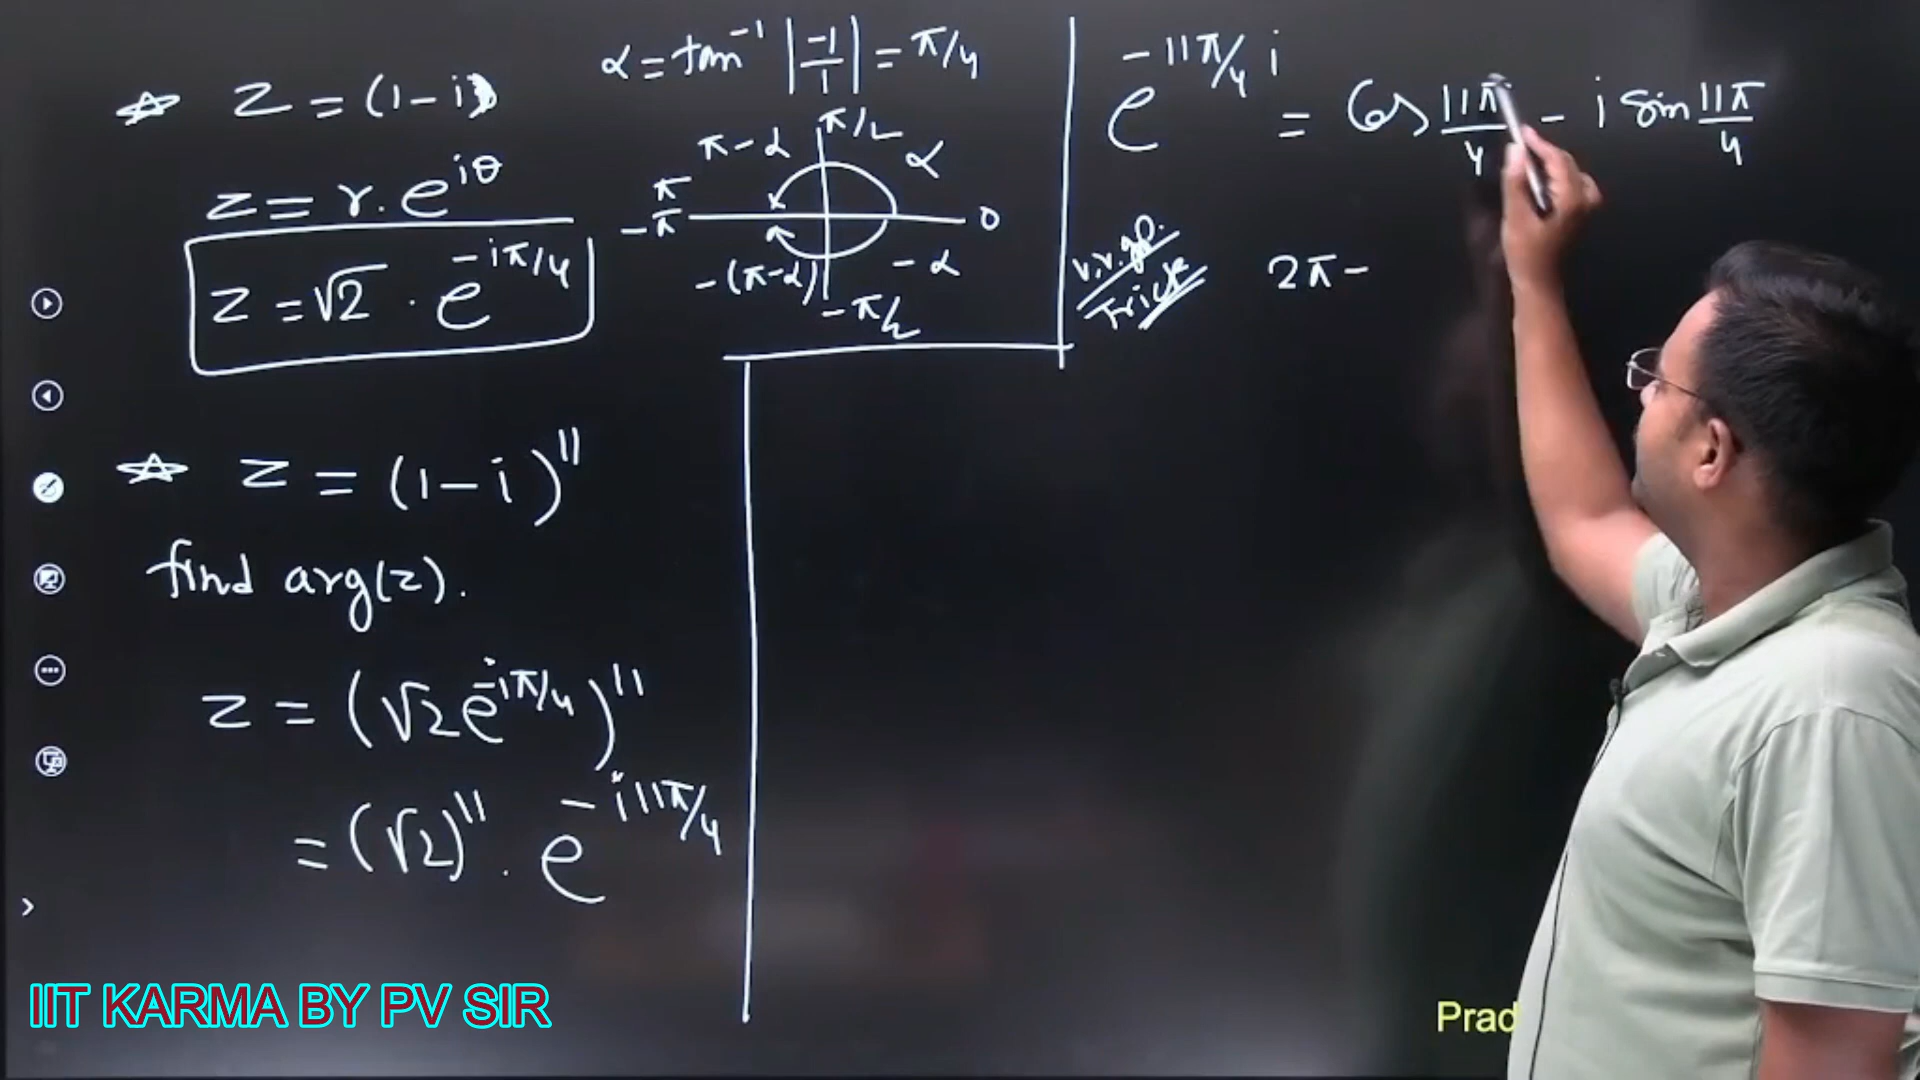 ☆ z = (1-i)
z = r.e^{iθ}
z = √2 . e^{-iπ/4}
α = tan⁻¹ |-1/1| = π/4
π/2
π-α
α
π
-π
0
-(π-α)
-α
-π/2
e^{-11π/4 i} = Cos 11π/4 - i Sin 11π/4
v.v.Imp.
Trick
2π-
☆ z = (1-i)^{11}
find arg(z).
z = (√2 e^{-iπ/4})^{11}
= (√2)^{11} . e^{-i11π/4}
IIT KARMA BY PV SIR
Prad